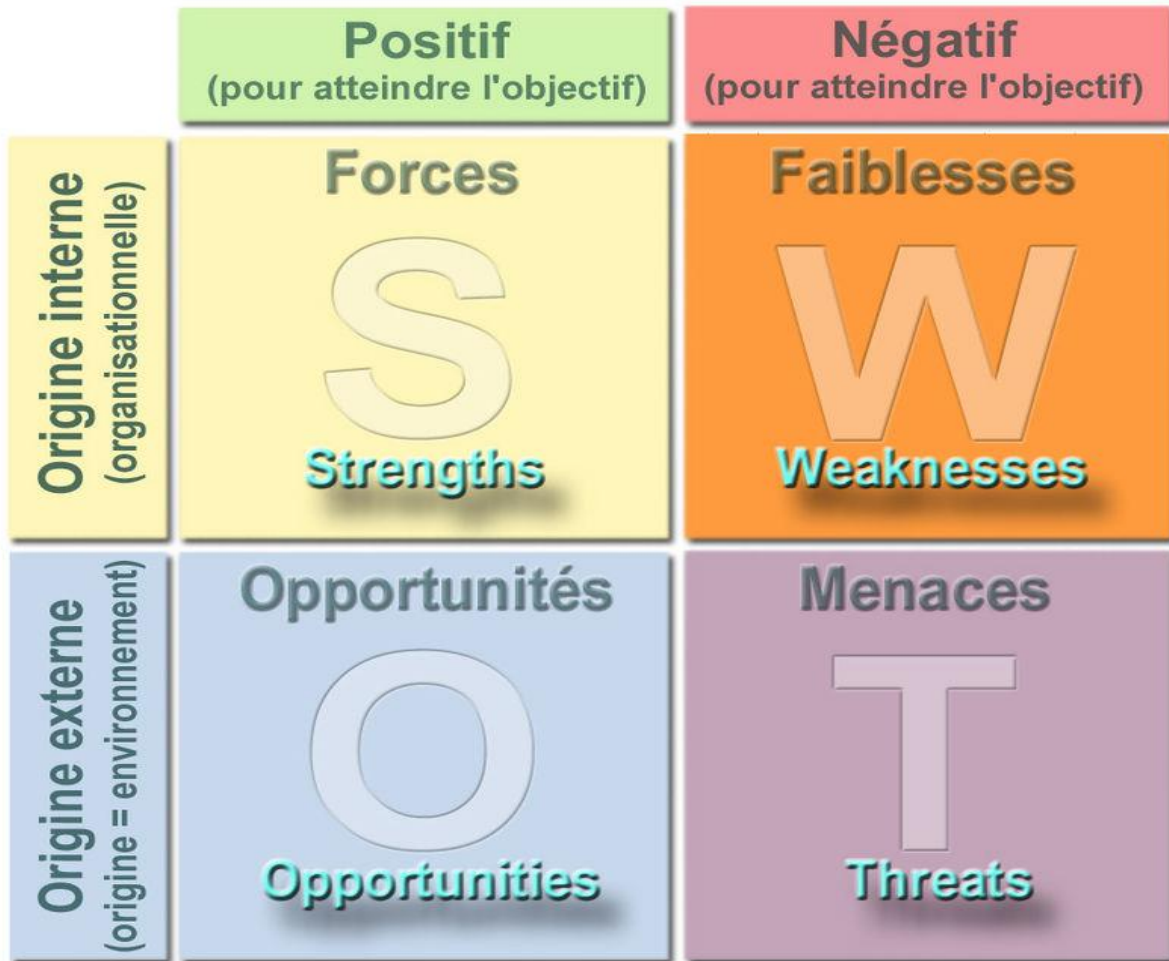 Positif
(pour atteindre l'objectif)
Négatif
(pour atteindre l'objectif)
Origine interne
(organisationnelle)
Forces
S
Strengths
Faiblesses
W
Weaknesses
Origine externe
(origine = environnement)
Opportunités
O
Opportunities
Menaces
T
Threats